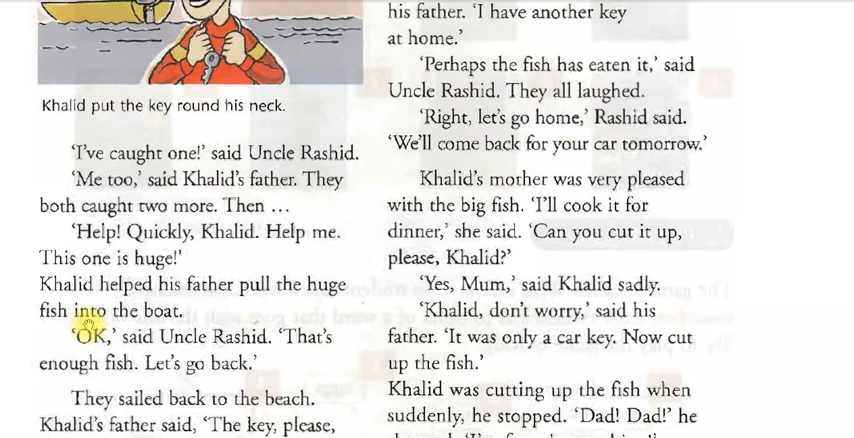 Khalid put the key round his neck.
‘I’ve caught one!’ said Uncle Rashid.
‘Me too,’ said Khalid’s father. They
both caught two more. Then …
‘Help! Quickly, Khalid. Help me.
This one is huge!’
Khalid helped his father pull the huge
fish into the boat.
‘OK,’ said Uncle Rashid. ‘That’s
enough fish. Let’s go back.’
They sailed back to the beach.
Khalid’s father said, ‘The key, please,
his father. ‘I have another key
at home.’
‘Perhaps the fish has eaten it,’ said
Uncle Rashid. They all laughed.
‘Right, let’s go home,’ Rashid said.
‘We’ll come back for your car tomorrow.’
Khalid’s mother was very pleased
with the big fish. ‘I’ll cook it for
dinner,’ she said. ‘Can you cut it up,
please, Khalid?’
‘Yes, Mum,’ said Khalid sadly.
‘Khalid, don’t worry,’ said his
father. ‘It was only a car key. Now cut
up the fish.’
Khalid was cutting up the fish when
suddenly, he stopped. ‘Dad! Dad!’ he